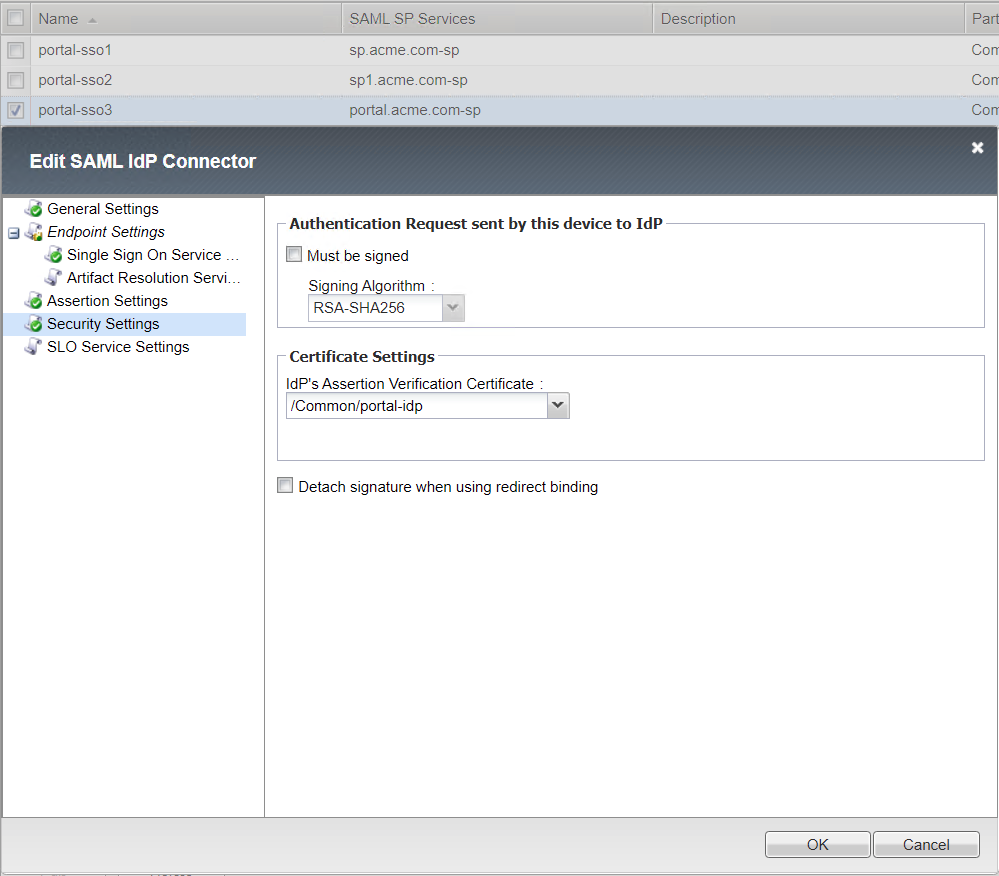 Name SAML SP Services Description Part
portal-sso1 sp.acme.com-sp Com
portal-sso2 sp1.acme.com-sp Com
portal-sso3 portal.acme.com-sp Com
Edit SAML IdP Connector
General Settings
Endpoint Settings
Single Sign On Service ...
Artifact Resolution Servi...
Assertion Settings
Security Settings
SLO Service Settings
Authentication Request sent by this device to IdP
Must be signed
Signing Algorithm :
RSA-SHA256
Certificate Settings
IdP's Assertion Verification Certificate :
/Common/portal-idp
Detach signature when using redirect binding
OK Cancel